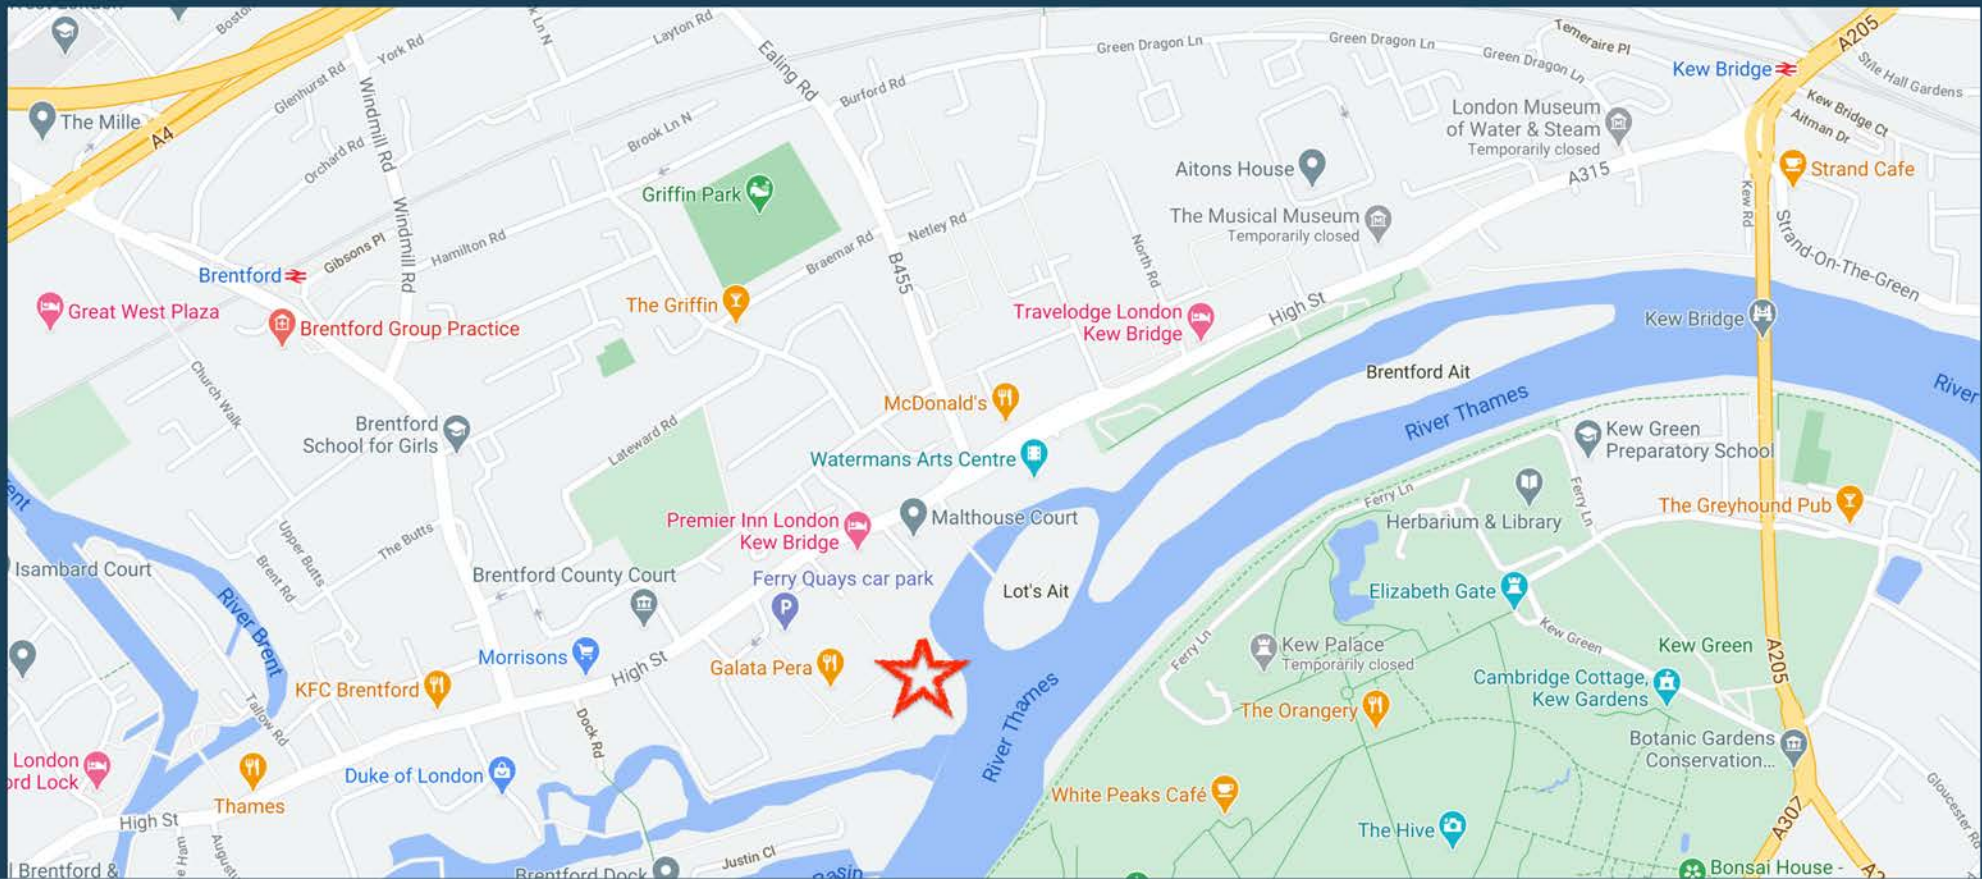 Boston
Layton Rd
York Rd
Glenhurst Rd
Windmill Rd
Ealing Rd
Burford Rd
Green Dragon Ln
Green Dragon Ln
Green Dragon Ln
Temeraire Pl
A205
Kew Bridge
Stile Hall Gardens
Kew Bridge Ct
Aitman Dr
The Mille
A4
Orchard Rd
Brook Ln N
London Museum
of Water & Steam
Temporarily closed
Aitons House
A315
Strand Cafe
Griffin Park
Windmill Rd
Kew Rd
The Musical Museum
Temporarily closed
Netley Rd
Braemar Rd
Hamilton Rd
Gibsons Pl
North Rd
B455
Strand-On-The-Green
Brentford
Great West Plaza
Brentford Group Practice
The Griffin
Travelodge London
Kew Bridge
High St
Kew Bridge
Church Walk
Brentford Ait
River Thames
River
McDonald's
Brentford
School for Girls
Lateward Rd
Watermans Arts Centre
Kew Green
Preparatory School
Ferry Ln
Ferry Ln
Herbarium & Library
The Greyhound Pub
Premier Inn London
Kew Bridge
Malthouse Court
Upper Butts
The Butts
Brent Rd
Isambard Court
River Brent
Brentford County Court
Ferry Quays car park
P
Lot's Ait
Elizabeth Gate
Kew Green
Kew Green
A205
Ferry Ln
Kew Palace
Temporarily closed
Morrisons
High St
Galata Pera
KFC Brentford
Tallow Rd
Dock Rd
River Thames
The Orangery
Cambridge Cottage,
Kew Gardens
Botanic Gardens
Conservation...
London
ord Lock
Thames
Duke of London
White Peaks Café
High St
The Hive
A307
Gloucester Rd
Justin Cl
Brentford Dock
Basin
Brentford &
Bonsai House -